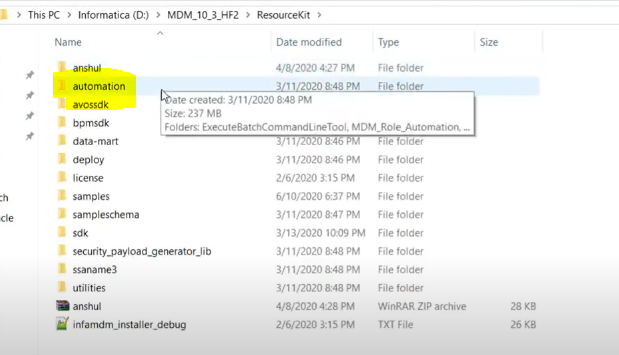 This PC > Informatica (D:) > MDM_10_3_HF2 > ResourceKit >
Name Date modified Type Size
anshul 4/8/2020 4:27 PM File folder
automation 3/11/2020 8:48 PM File folder
avossdk
Date created: 3/11/2020 8:48 PM
Size: 237 MB
Folders: ExecuteBatchCommandLineTool, MDM_Role_Automation, ...
bpmsdk
data-mart 3/11/2020 8:46 PM File folder
deploy 3/11/2020 8:46 PM File folder
license 2/6/2020 3:15 PM File folder
samples 6/10/2020 6:37 PM File folder
sampleschema 3/11/2020 8:47 PM File folder
sdk 3/13/2020 10:09 PM File folder
security_payload_generator_lib 3/11/2020 8:48 PM File folder
ssaname3 3/11/2020 8:48 PM File folder
utilities 3/11/2020 8:48 PM File folder
anshul 4/8/2020 4:28 PM WinRAR ZIP archive 28 KB
infamdm_installer_debug 2/6/2020 3:15 PM TXT File 26 KB